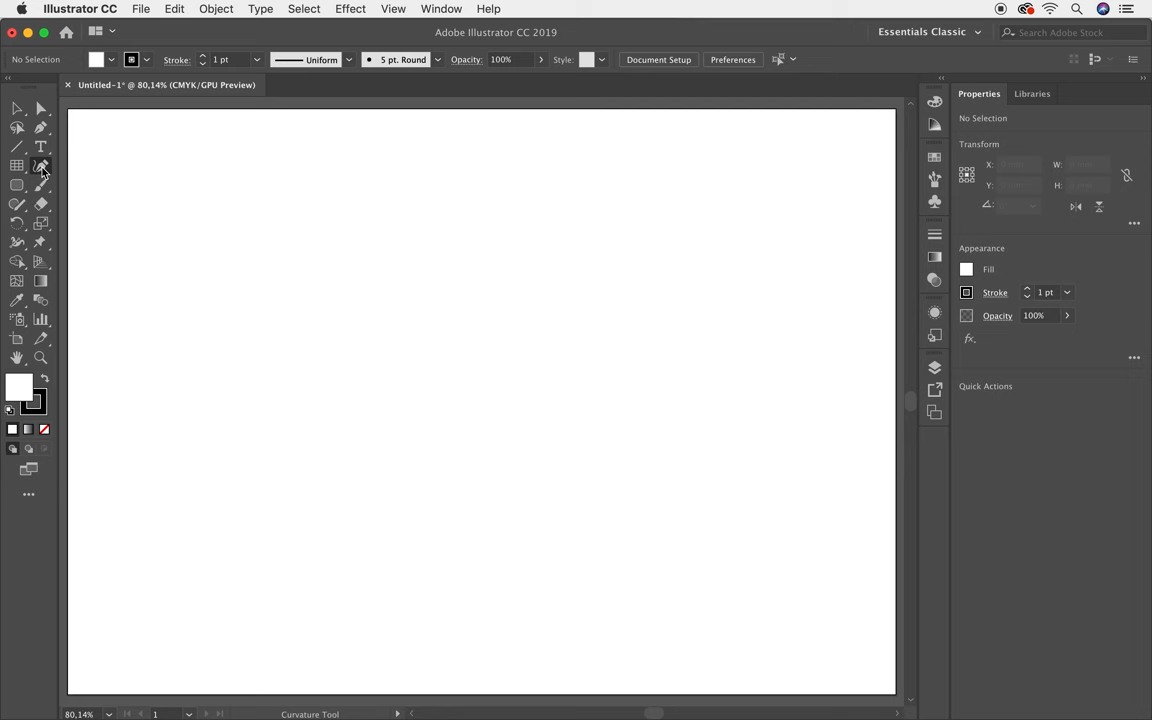 Illustrator CC File Edit Object Type Select Effect View Window Help
Adobe Illustrator CC 2019 Essentials Classic Search Adobe Stock
No Selection Stroke: 1 pt Uniform 5 pt. Round Opacity: 100% Style: Document Setup Preferences
Untitled-1* @ 80,14% (CMYK/GPU Preview)
Properties Libraries
No Selection
Transform
X: W:
Y: H:
Appearance
Fill
Stroke 1 pt
Opacity 100%
fx.
Quick Actions
80,14% 1 Curvature Tool